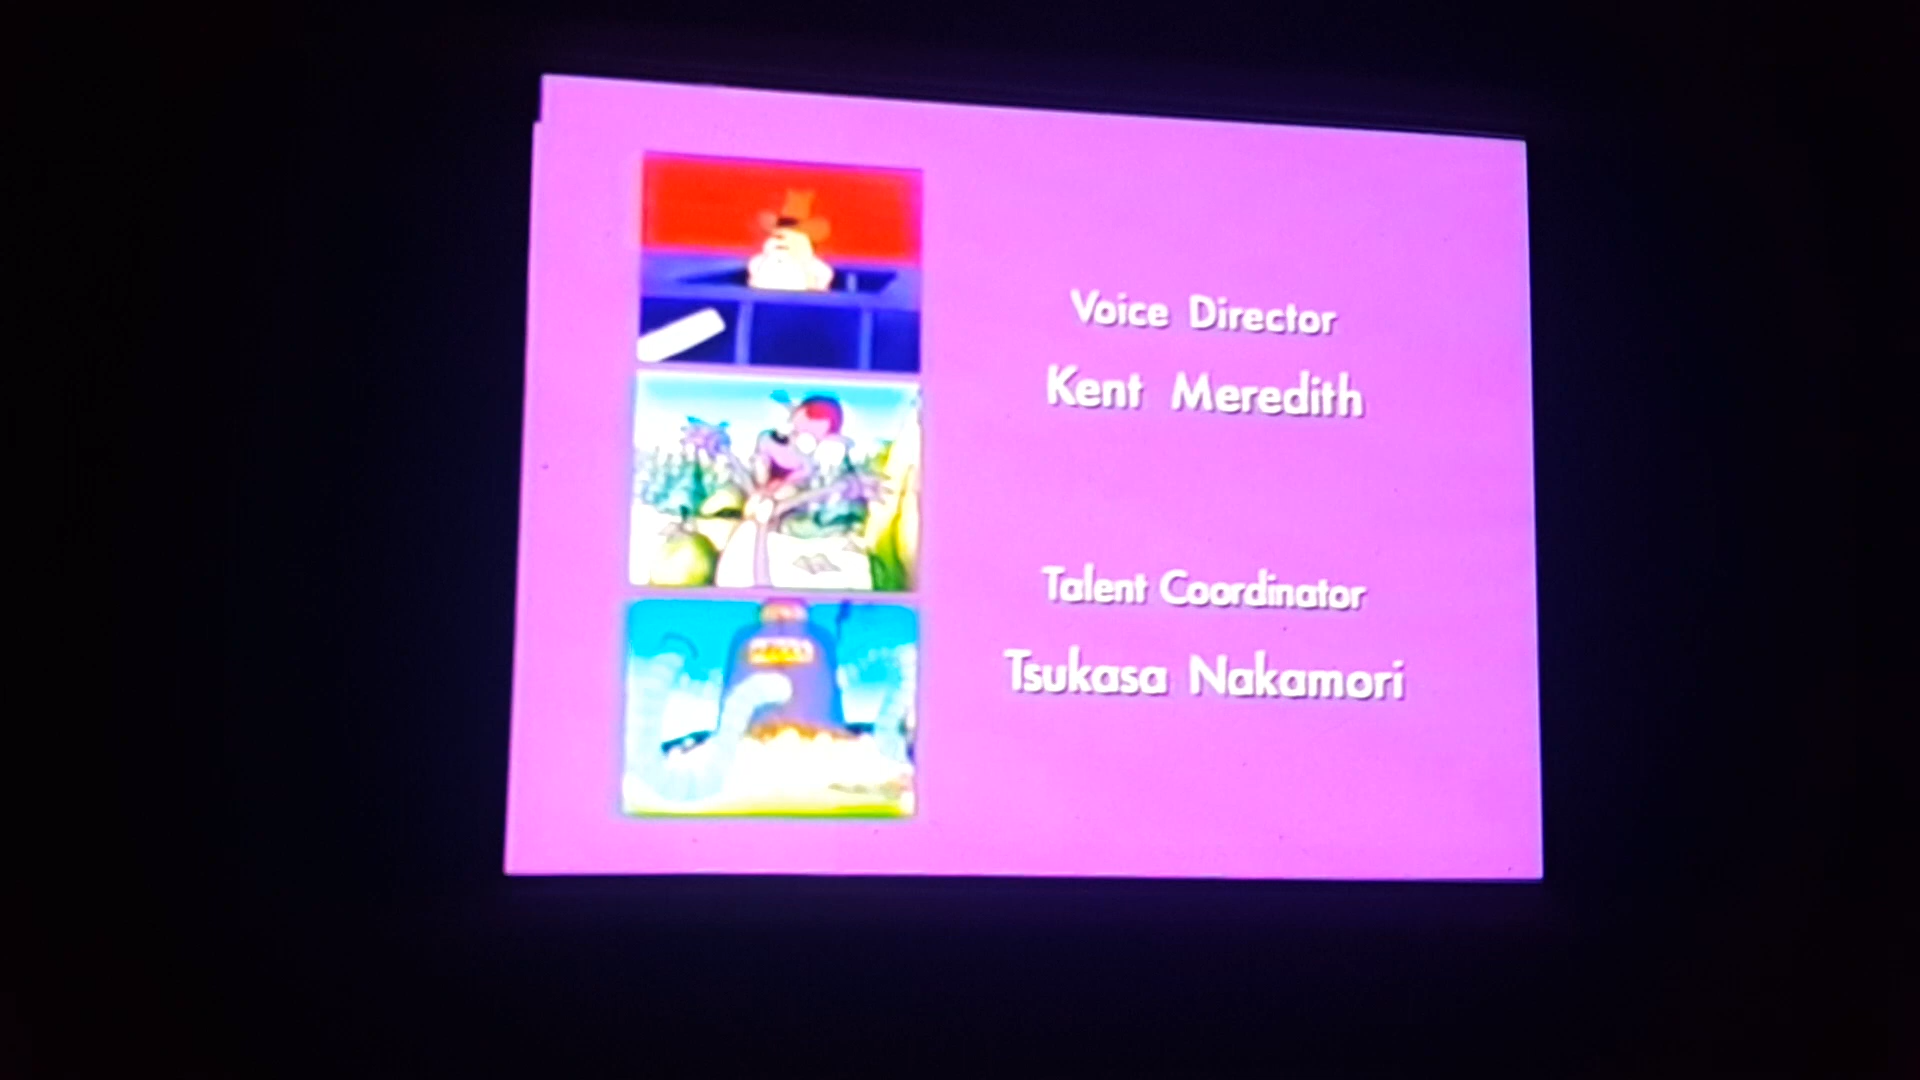 Voice Director
Kent Meredith
Talent Coordinator
Tsukasa Nakamori